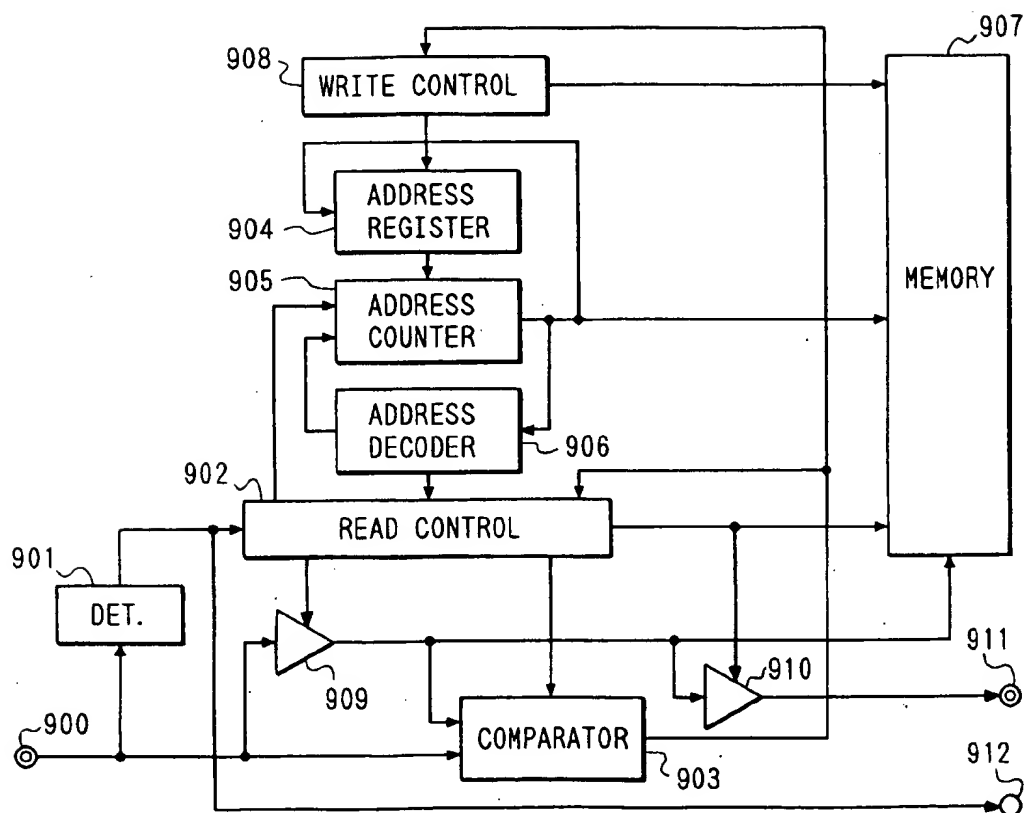 907
908
WRITE CONTROL
ADDRESS
REGISTER
904
905
ADDRESS
COUNTER
MEMORY
ADDRESS
DECODER
906
902
READ CONTROL
901
DET.
909
910
911
900
COMPARATOR
903
912